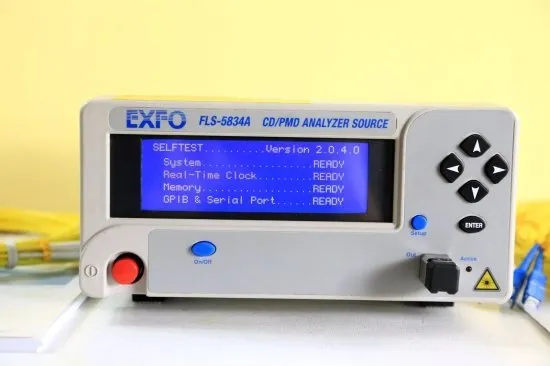 EXFO FLS-5834A CD/PMD ANALYZER SOURCE
SELFTEST..........Version 2.0.4.0
System..................READY
Real-Time Clock.........READY
Memory..................READY
GPIB & Serial Port......READY
ENTER
Setup
On/Off
Out
Active